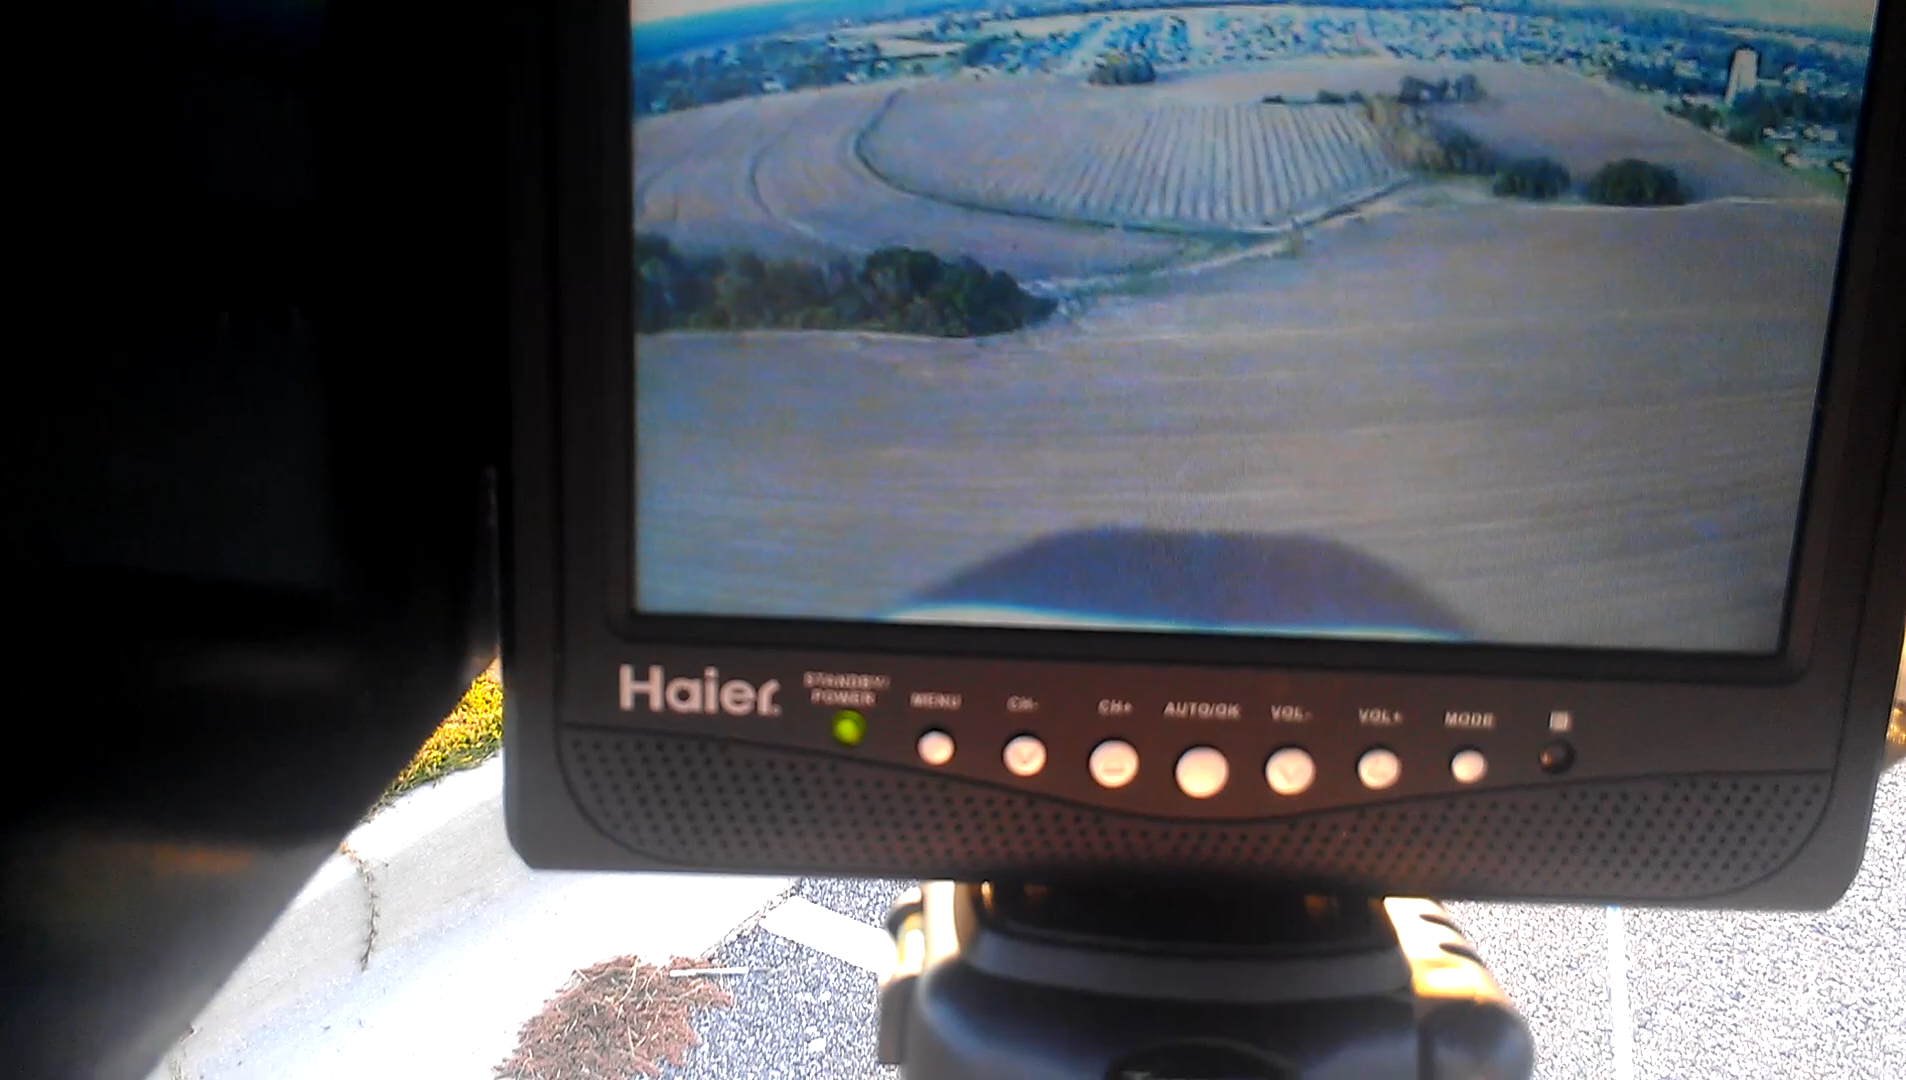 Haier
STANDBY/
POWER
MENU
CH-
CH+
AUTO/OK
VOL-
VOL+
MODE